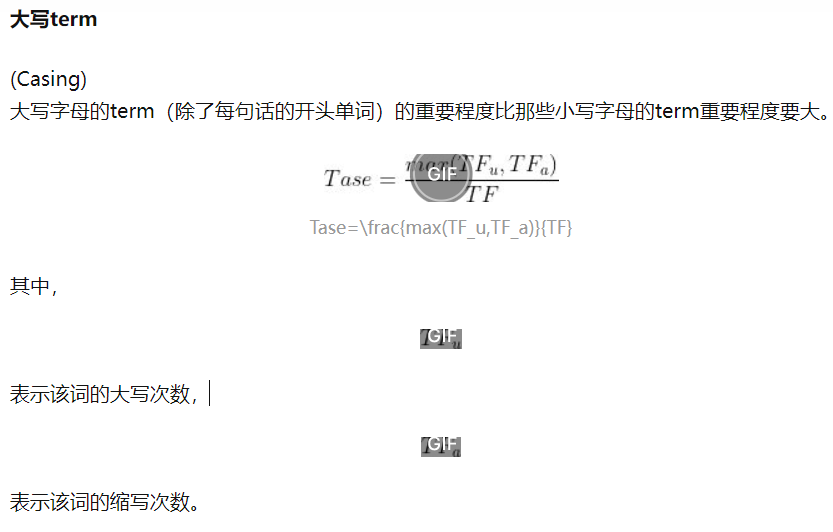 大写term
(Casing)
大写字母的term（除了每句话的开头单词）的重要程度比那些小写字母的term重要程度要大。
Tase = \frac{max(TF_u, TF_a)}{TF}
GIF
Tase=\frac{max(TF_u,TF_a)}{TF}
其中，
TF_u
GIF
表示该词的大写次数，
TF_a
GIF
表示该词的缩写次数。